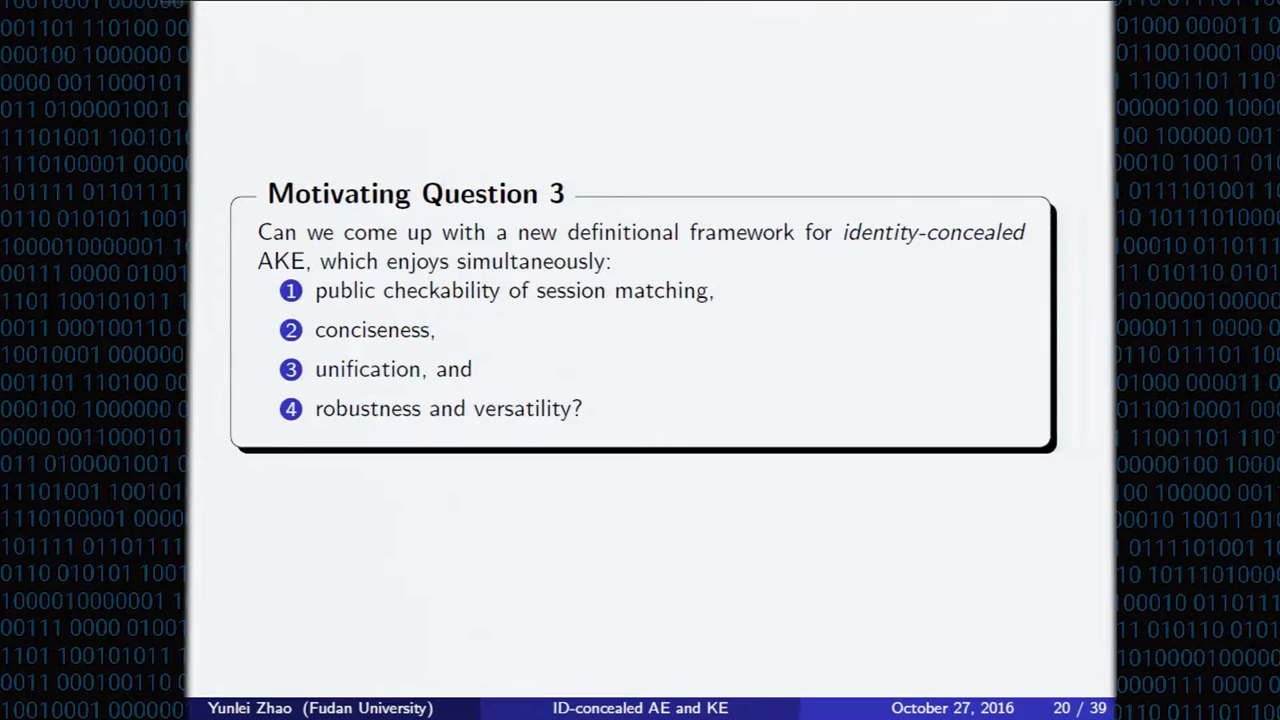 Motivating Question 3
Can we come up with a new definitional framework for identity-concealed
AKE, which enjoys simultaneously:
1 public checkability of session matching,
2 conciseness,
3 unification, and
4 robustness and versatility?
Yunlei Zhao (Fudan University) ID-concealed AE and KE October 27, 2016 20 / 39